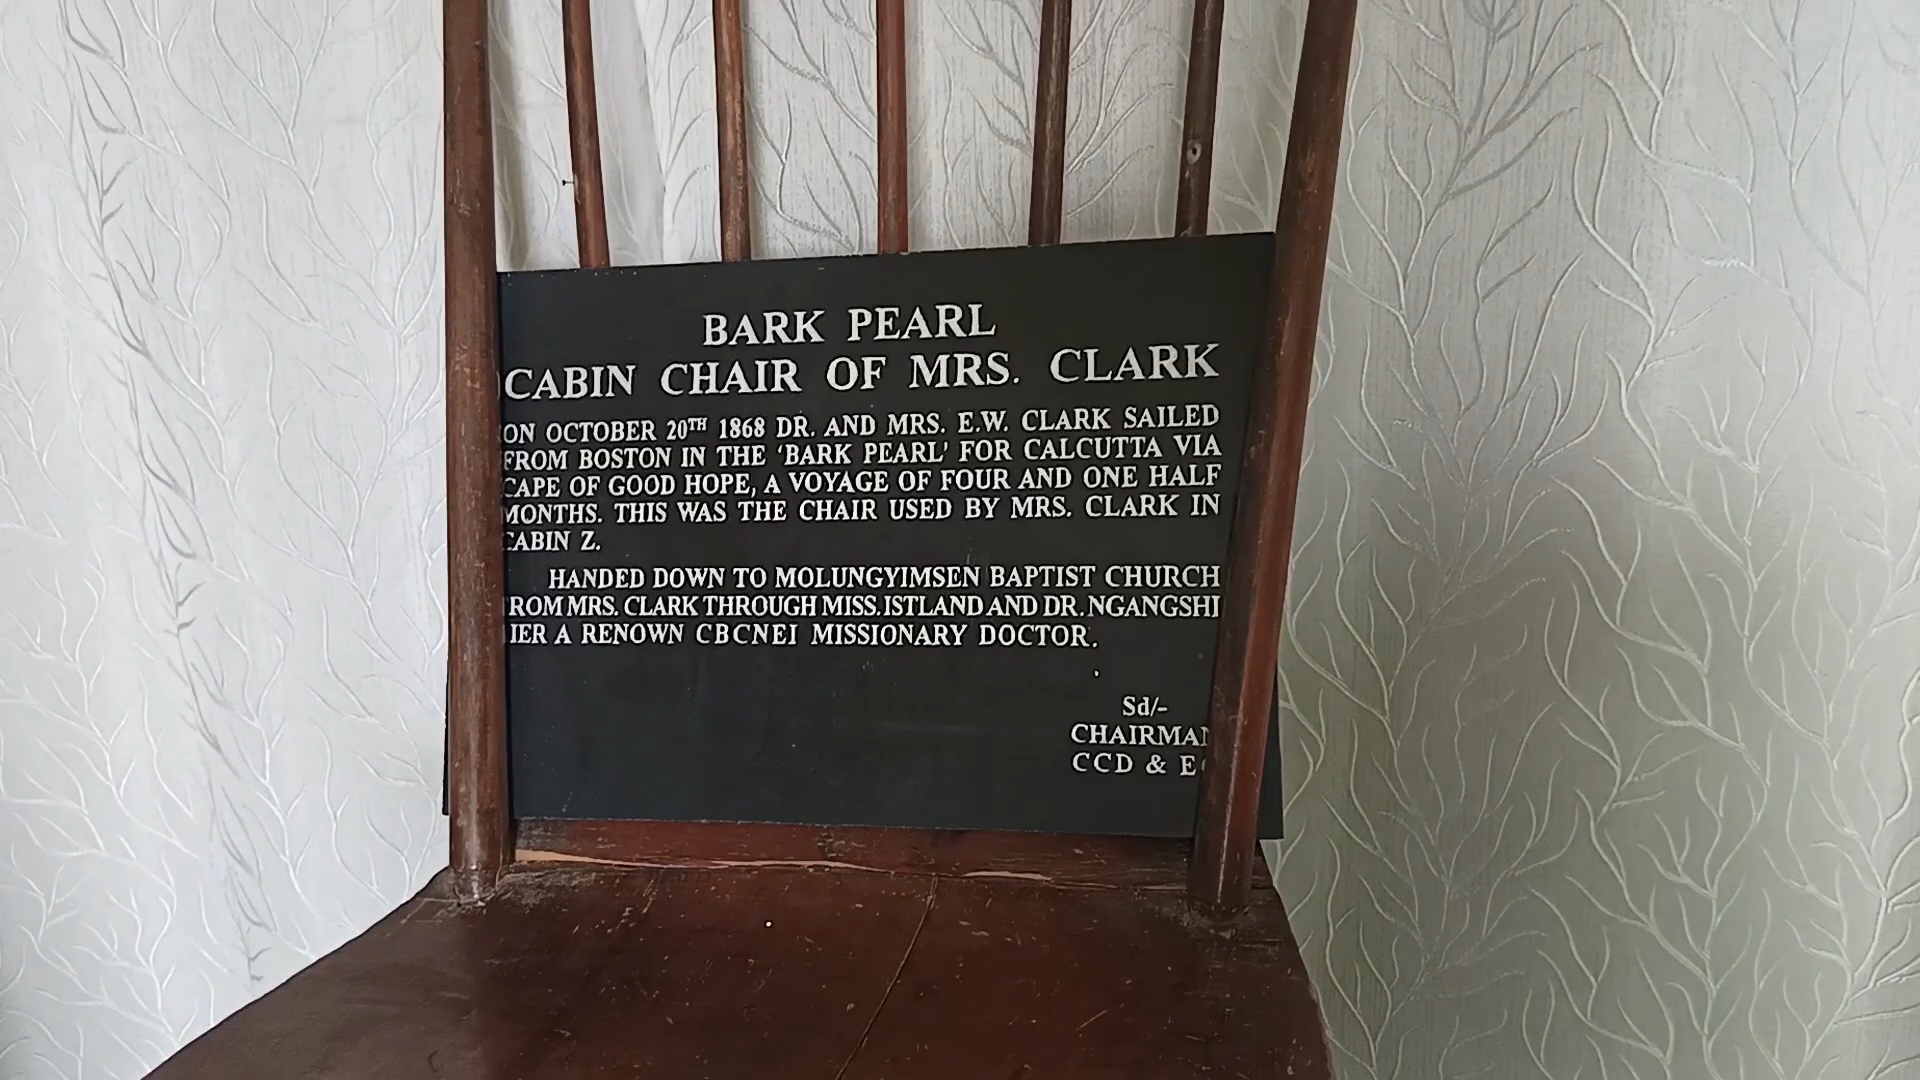 BARK PEARL
CABIN CHAIR OF MRS. CLARK
ON OCTOBER 20TH 1868 DR. AND MRS. E.W. CLARK SAILED
FROM BOSTON IN THE 'BARK PEARL' FOR CALCUTTA VIA
CAPE OF GOOD HOPE, A VOYAGE OF FOUR AND ONE HALF
MONTHS. THIS WAS THE CHAIR USED BY MRS. CLARK IN
CABIN Z.
HANDED DOWN TO MOLUNGYIMSEN BAPTIST CHURCH
FROM MRS. CLARK THROUGH MISS. ISTLAND AND DR. NGANGSHI
A RENOWN CBCNEI MISSIONARY DOCTOR.
Sd/-
CHAIRMAN
CCD &